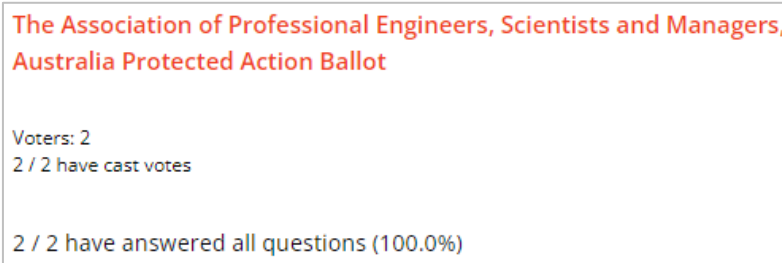 The Association of Professional Engineers, Scientists and Managers,
Australia Protected Action Ballot
Voters: 2
2 / 2 have cast votes
2 / 2 have answered all questions (100.0%)